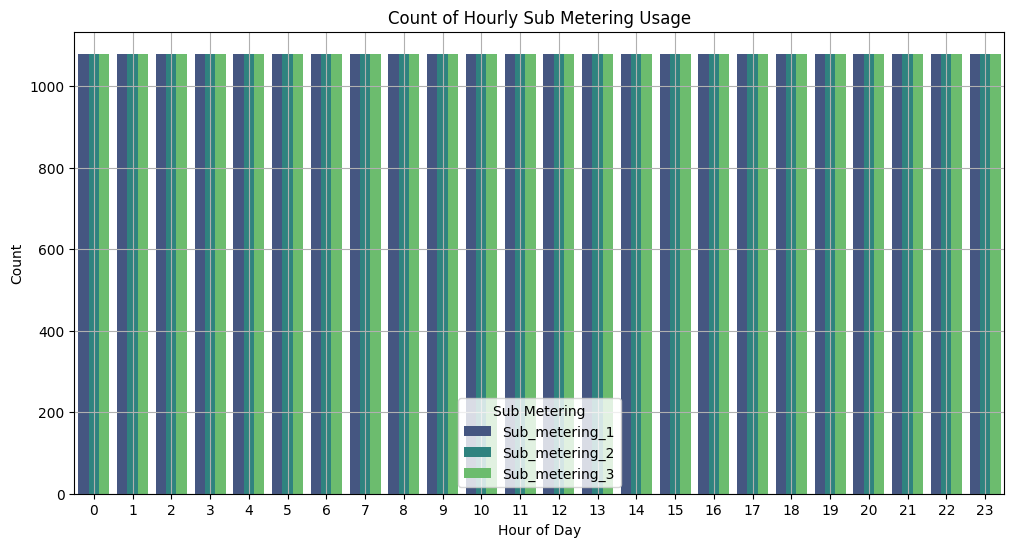 Count of Hourly Sub Metering Usage
1000
800
600
400
200
0
Count
Sub Metering
Sub_metering_1
Sub_metering_2
Sub_metering_3
0 1 2 3 4 5 6 7 8 9 10 11 12 13 14 15 16 17 18 19 20 21 22 23
Hour of Day